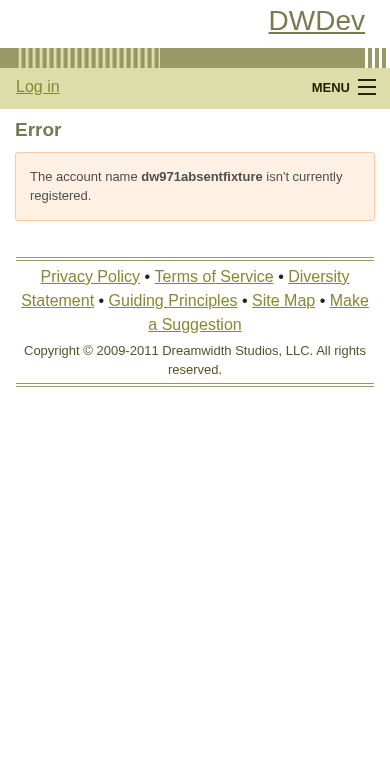 DWDev
Log in
MENU
Error
The account name dw971absentfixture isn't currently
registered.
Privacy Policy • Terms of Service • Diversity
Statement • Guiding Principles • Site Map • Make
a Suggestion
Copyright © 2009-2011 Dreamwidth Studios, LLC. All rights
reserved.